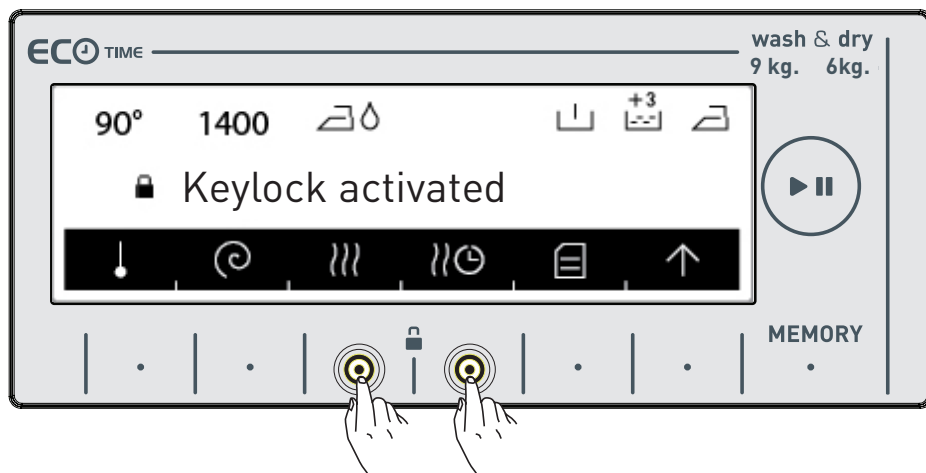 ECO TIME
wash & dry
9 kg. 6kg.
90° 1400
+3
Keylock activated
MEMORY